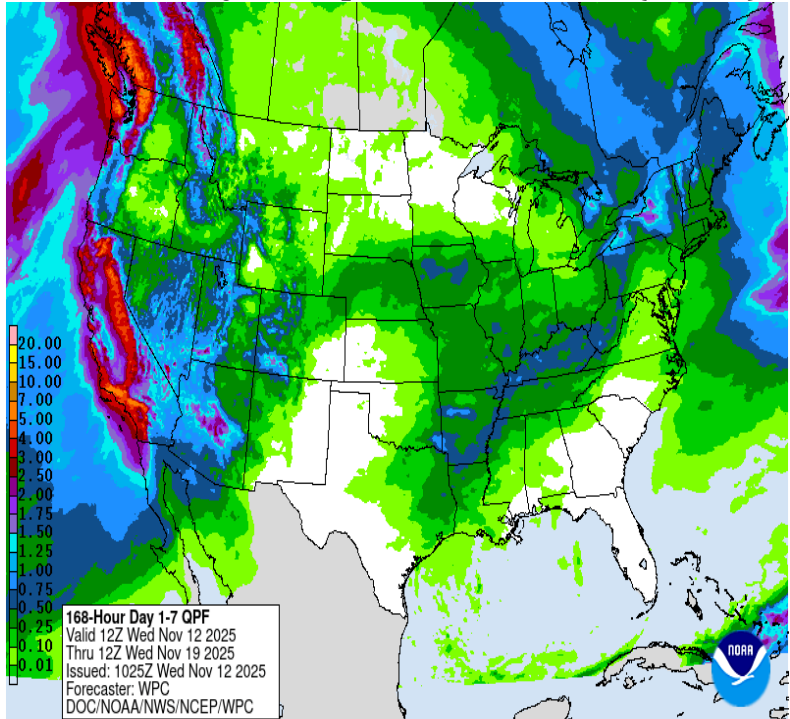 20.00
15.00
10.00
7.00
5.00
4.00
3.00
2.50
2.00
1.75
1.50
1.25
1.00
0.75
0.50
0.25
0.10
0.01
168-Hour Day 1-7 QPF
Valid 12Z Wed Nov 12 2025
Thru 12Z Wed Nov 19 2025
Issued: 1025Z Wed Nov 12 2025
Forecaster: WPC
DOC/NOAA/NWS/NCEP/WPC
NOAA